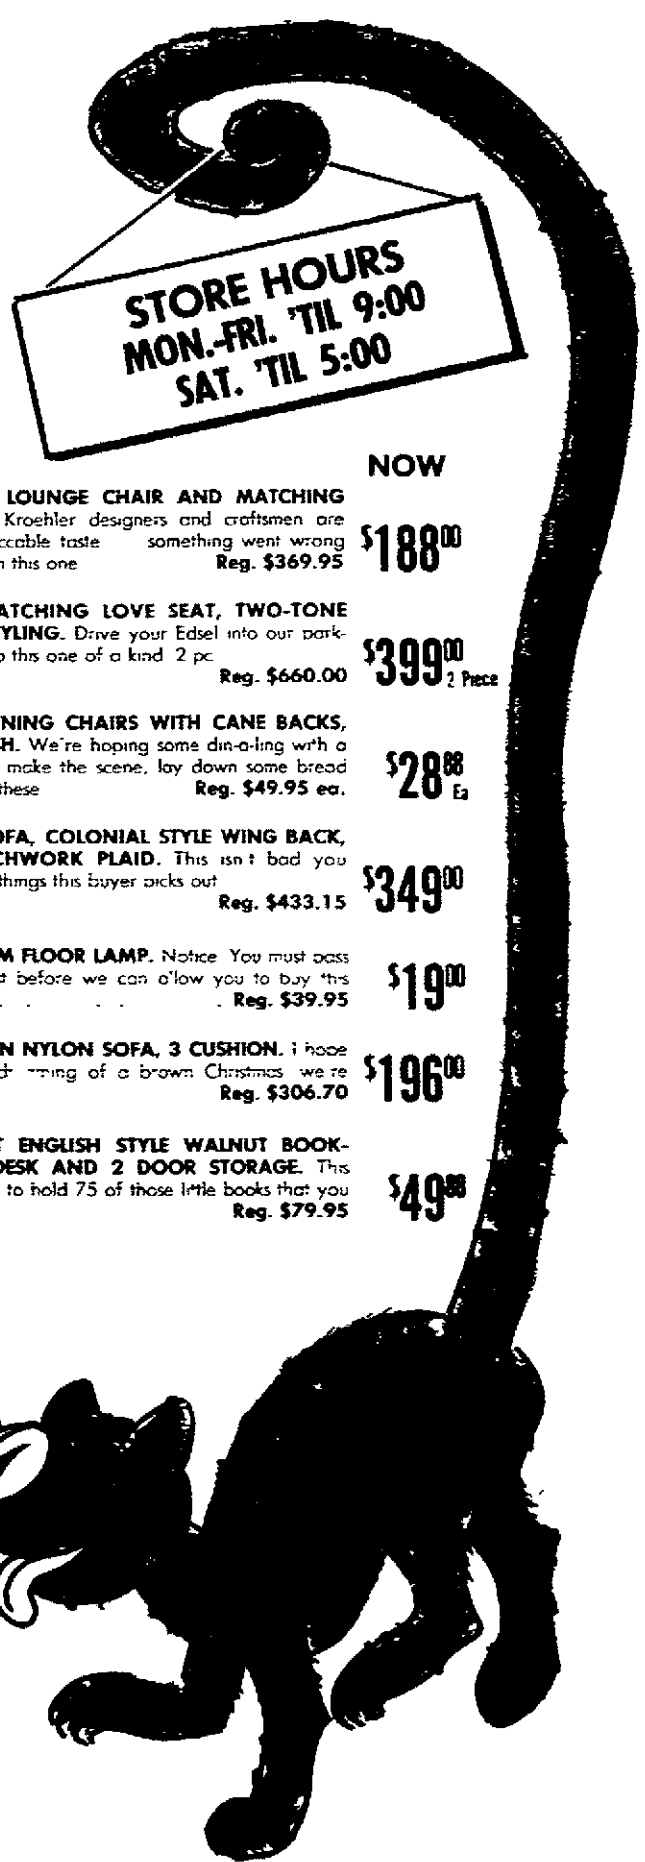 STORE HOURS
MON.-FRI. 'TIL 9:00
SAT. 'TIL 5:00
NOW
LOUNGE CHAIR AND MATCHING
Kroehler designers and craftsmen are
ccable taste something went wrong
n this one Reg. $369.95 $188.00
ATCHING LOVE SEAT, TWO-TONE
YLING. Drive your Edsel into our park-
o this one of a kind 2 pc
Reg. $660.00 $399.00 2 Piece
NING CHAIRS WITH CANE BACKS,
H. We're hoping some din-a-ling with a
make the scene, lay down some bread
these Reg. $49.95 ea. $28.88 Ea
OFA, COLONIAL STYLE WING BACK,
CHWORK PLAID. This isn't bad you
things this buyer picks out
Reg. $433.15 $349.00
M FLOOR LAMP. Notice You must pass
t before we can allow you to buy this
Reg. $39.95 $19.00
N NYLON SOFA, 3 CUSHION. I hope
of a brown Christmas we're
Reg. $306.70 $196.00
T ENGLISH STYLE WALNUT BOOK-
DESK AND 2 DOOR STORAGE. This
to hold 75 of those little books that you
Reg. $79.95 $49.88